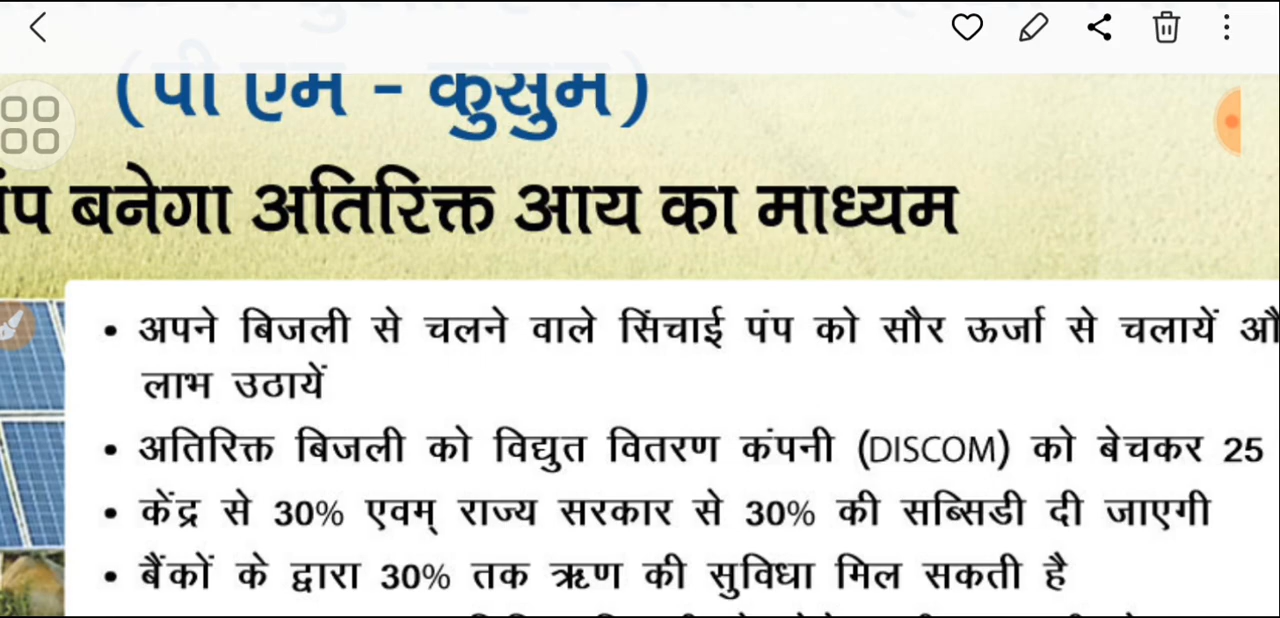 (पी एम - कुसुम)
बनेगा अतिरिक्त आय का माध्यम
• अपने बिजली से चलने वाले सिंचाई पंप को सौर ऊर्जा से चलायें
लाभ उठायें
• अतिरिक्त बिजली को विद्युत वितरण कंपनी (DISCOM) को बेचकर 25
• केंद्र से 30% एवम् राज्य सरकार से 30% की सब्सिडी दी जाएगी
• बैंकों के द्वारा 30% तक ऋण की सुविधा मिल सकती है